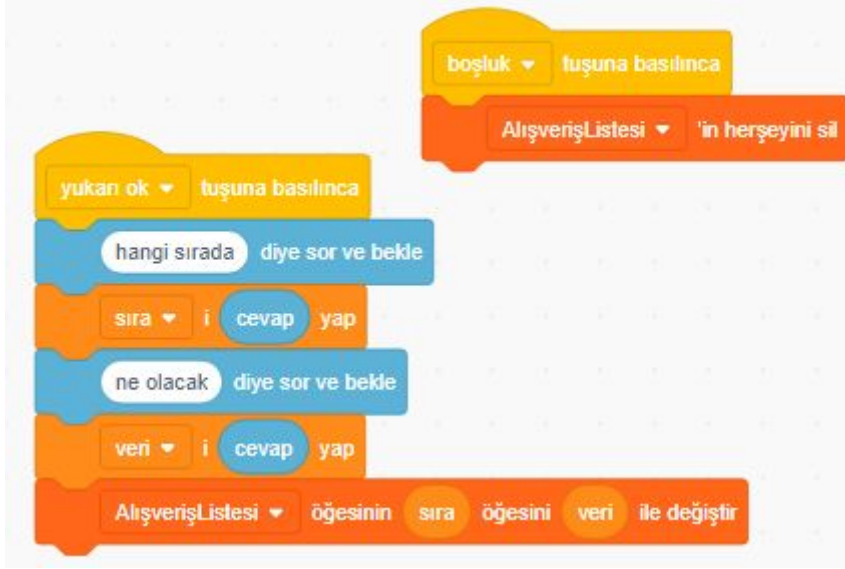 boşluk tuşuna basılınca
AlışverişListesi 'in herşeyini sil
yukarı ok tuşuna basılınca
hangi sırada diye sor ve bekle
sıra i cevap yap
ne olacak diye sor ve bekle
veri i cevap yap
AlışverişListesi öğesinin sıra öğesini veri ile değiştir